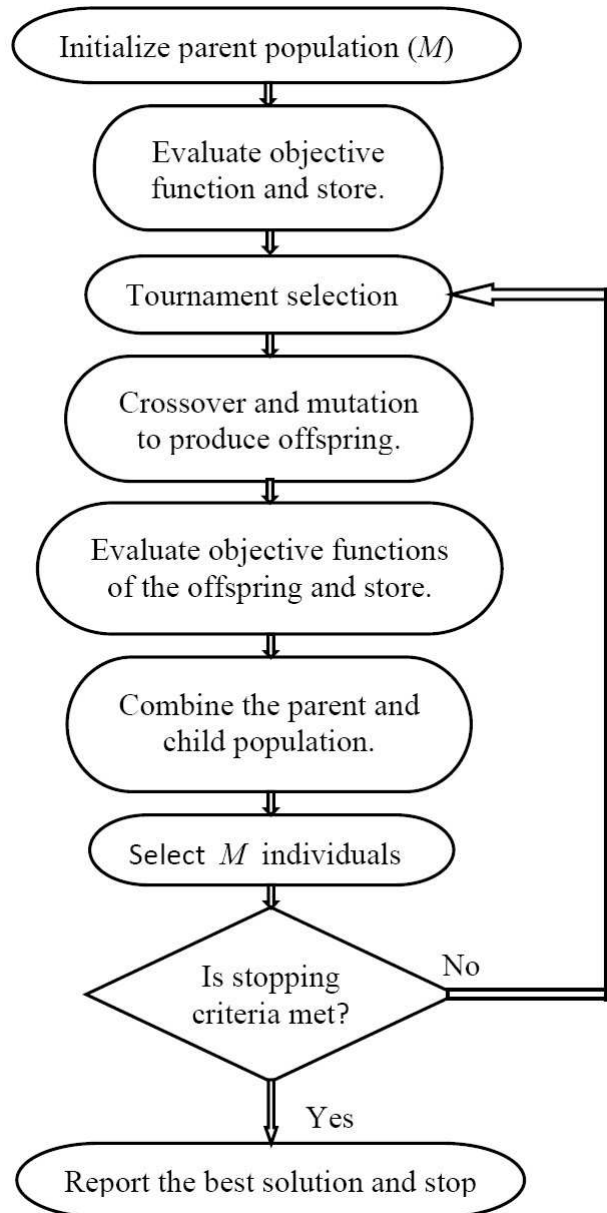 Initialize parent population (M)
Evaluate objective
function and store.
Tournament selection
Crossover and mutation
to produce offspring.
Evaluate objective functions
of the offspring and store.
Combine the parent and
child population.
Select M individuals
Is stopping
criteria met?
No
Yes
Report the best solution and stop